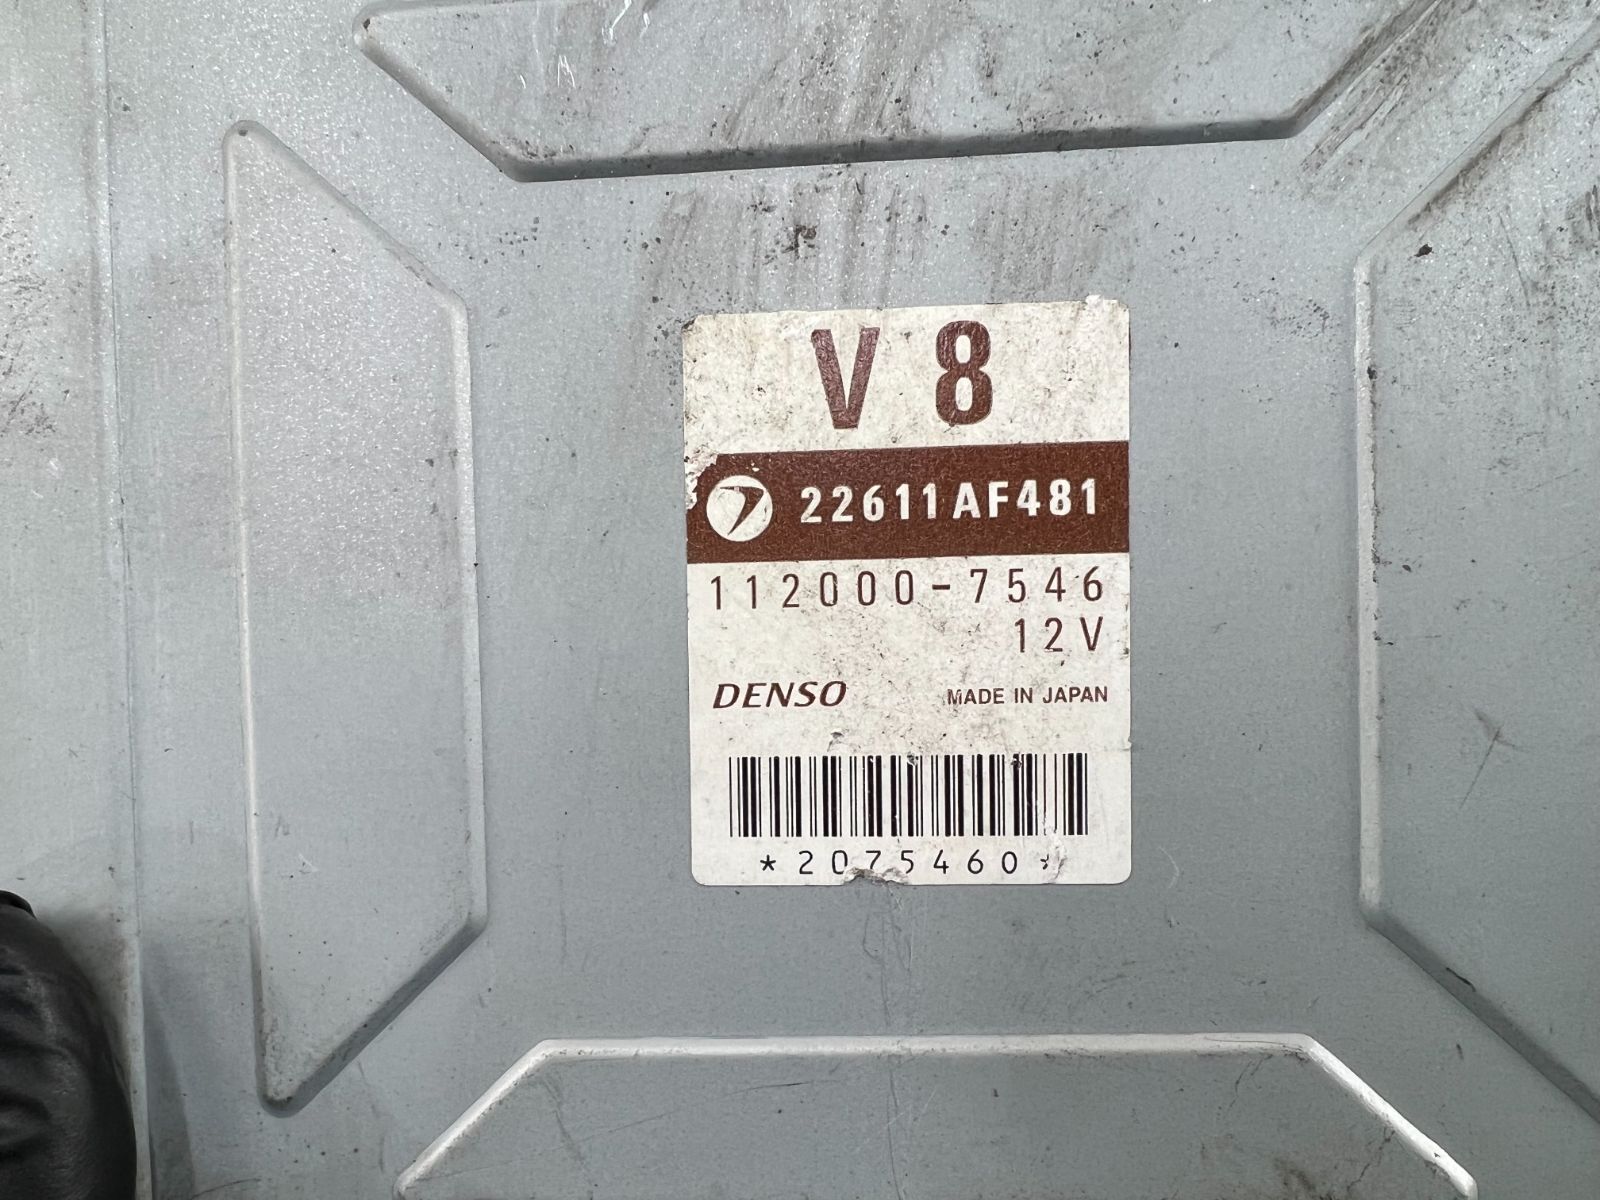 V 8
22611AF481
112000-7546
12V
DENSO MADE IN JAPAN
*2075460*